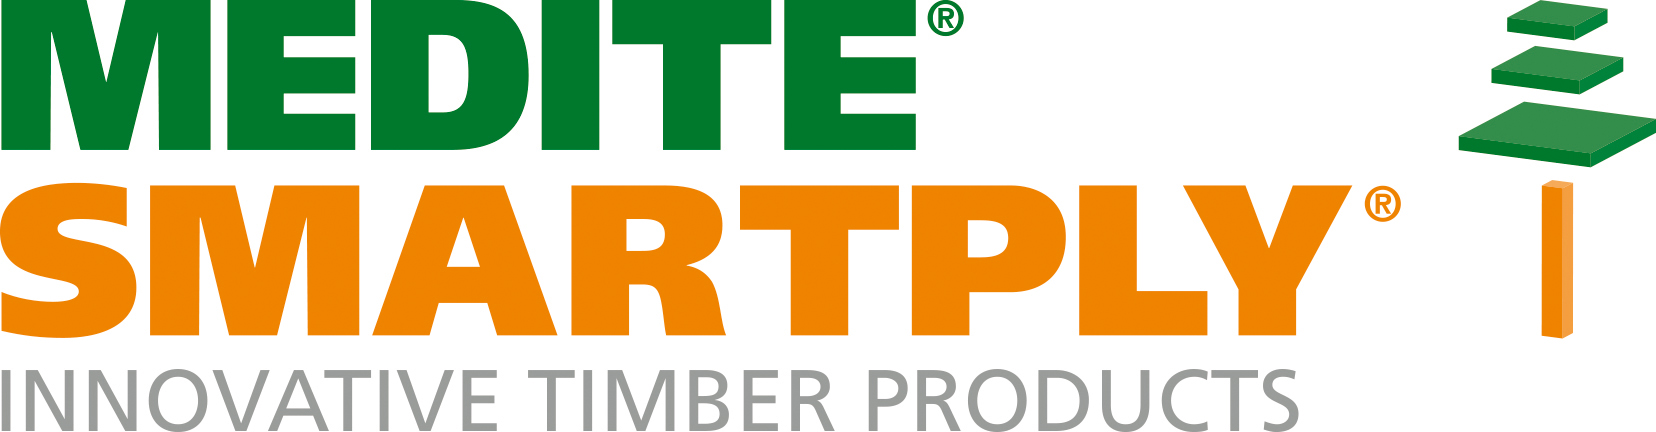 MEDITE®
SMARTPLY®
INNOVATIVE TIMBER PRODUCTS